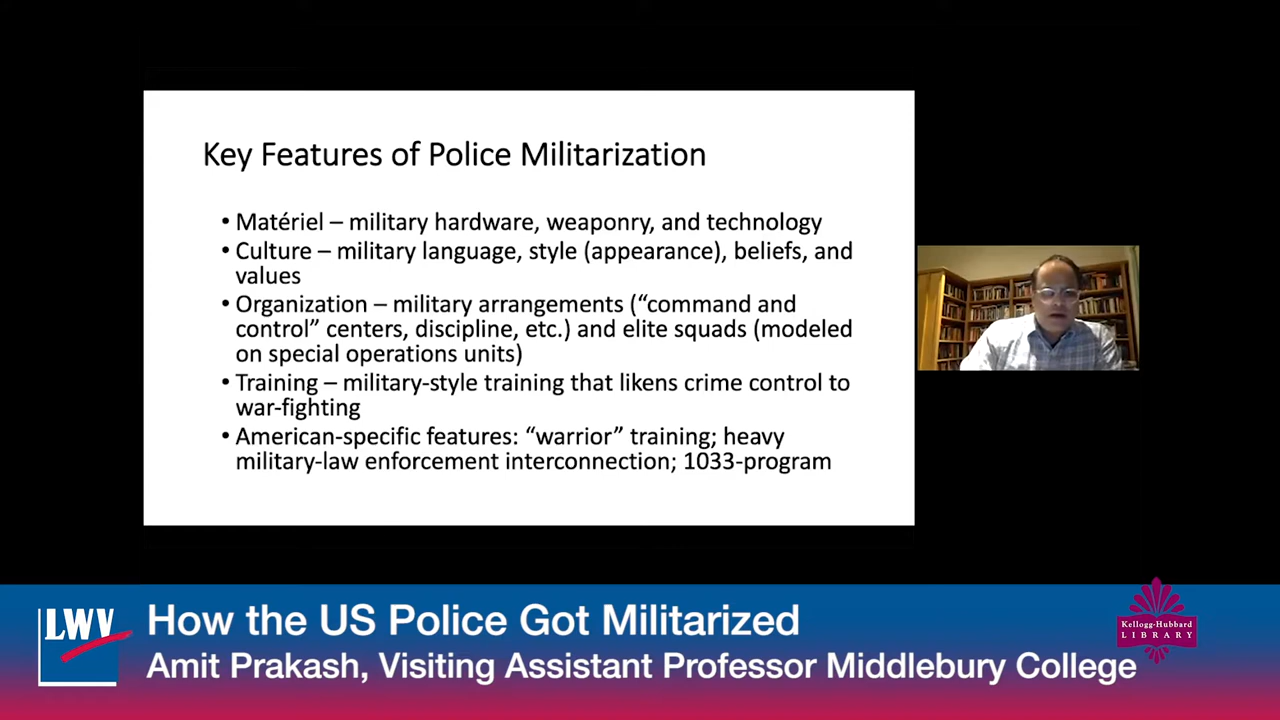 Key Features of Police Militarization
• Matériel – military hardware, weaponry, and technology
• Culture – military language, style (appearance), beliefs, and
values
• Organization – military arrangements (“command and
control” centers, discipline, etc.) and elite squads (modeled
on special operations units)
• Training – military-style training that likens crime control to
war-fighting
• American-specific features: “warrior” training; heavy
military-law enforcement interconnection; 1033-program
LWV
How the US Police Got Militarized
Amit Prakash, Visiting Assistant Professor Middlebury College
Kellogg-Hubbard
LIBRARY